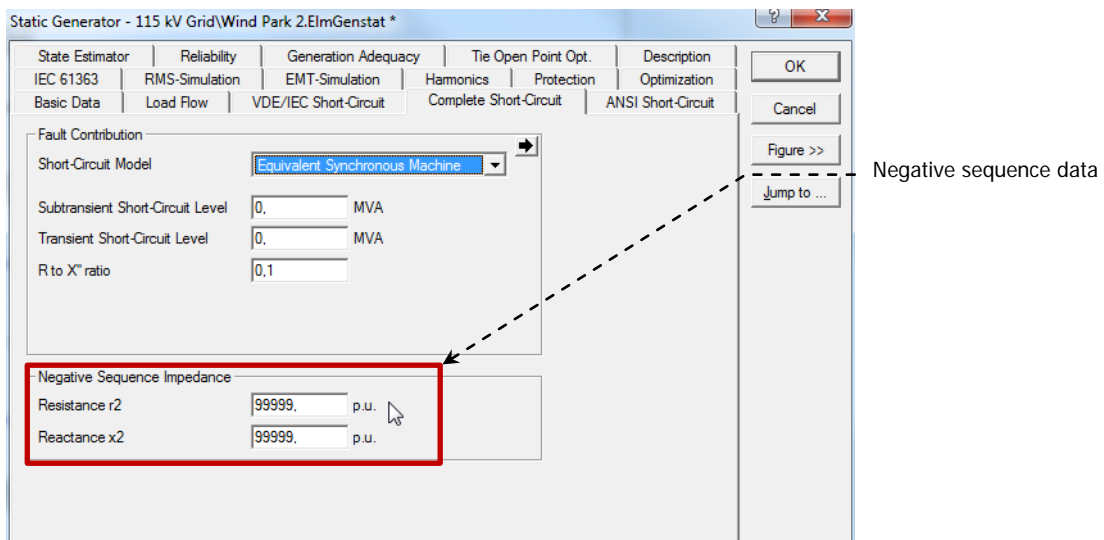 Static Generator - 115 kV Grid\Wind Park 2.ElmGenstat *
? X
State Estimator Reliability Generation Adequacy Tie Open Point Opt. Description
IEC 61363 RMS-Simulation EMT-Simulation Harmonics Protection Optimization
Basic Data Load Flow VDE/IEC Short-Circuit Complete Short-Circuit ANSI Short-Circuit
OK
Cancel
Figure >>
Jump to ...
Fault Contribution
Short-Circuit Model Equivalent Synchronous Machine
Subtransient Short-Circuit Level 0, MVA
Transient Short-Circuit Level 0, MVA
R to X" ratio 0,1
Negative Sequence Impedance
Resistance r2 99999, p.u.
Reactance x2 99999, p.u.
Negative sequence data